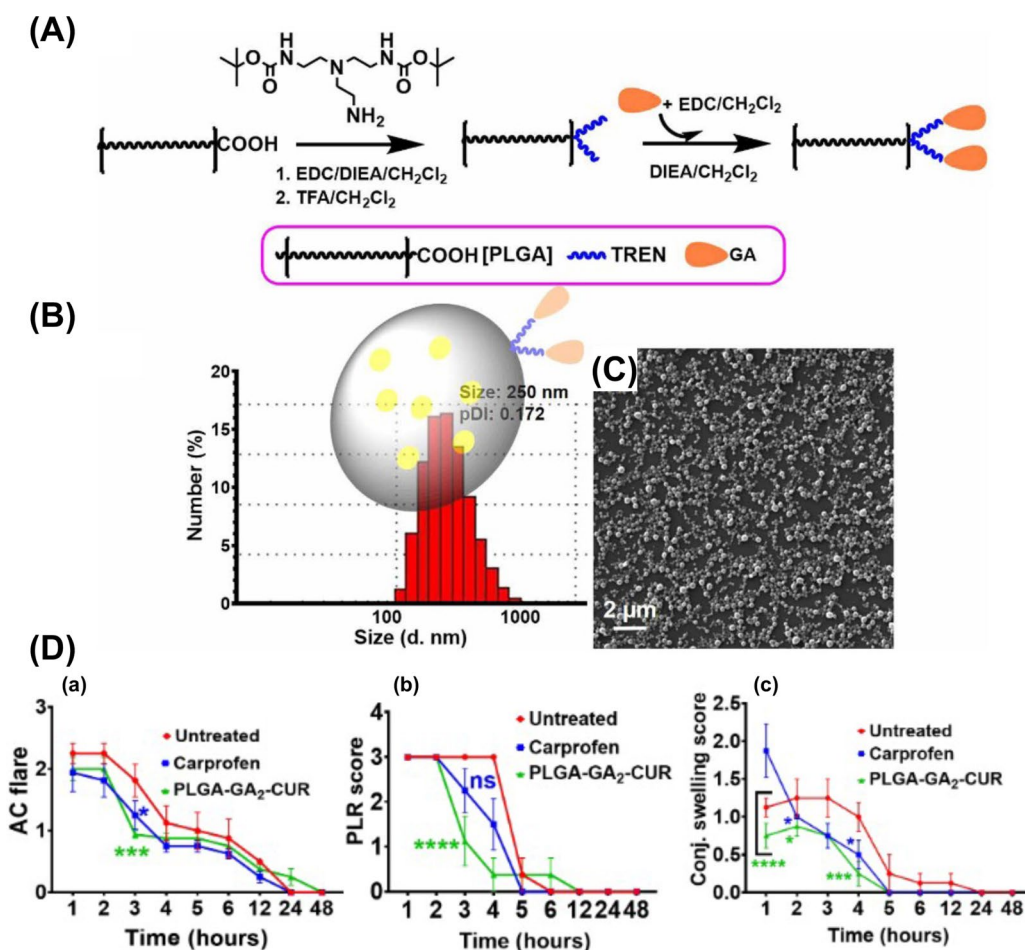 (A)
O
N
H
O
N
H
N
O
O
NH2
COOH
1. EDC/DIEA/CH2Cl2
2. TFA/CH2Cl2
+ EDC/CH2Cl2
DIEA/CH2Cl2
COOH [PLGA] TREN GA
(B)
20
15
10
5
0
Number (%)
Size: 250 nm
pDI: 0.172
100 1000
Size (d. nm)
(C)
2 µm
(D)
(a)
AC flare
3
2
1
0
Untreated
Carprofen
PLGA-GA2-CUR
*
***
1 2 3 4 5 6 12 24 48
Time (hours)
(b)
PLR score
4
3
2
1
0
Untreated
Carprofen
PLGA-GA2-CUR
ns
****
1 2 3 4 5 6 12 24 48
Time (hours)
(c)
Conj. swelling score
2.5
2.0
1.5
1.0
0.5
0.0
Untreated
Carprofen
PLGA-GA2-CUR
*
*
*
****
***
1 2 3 4 5 6 12 24 48
Time (hours)